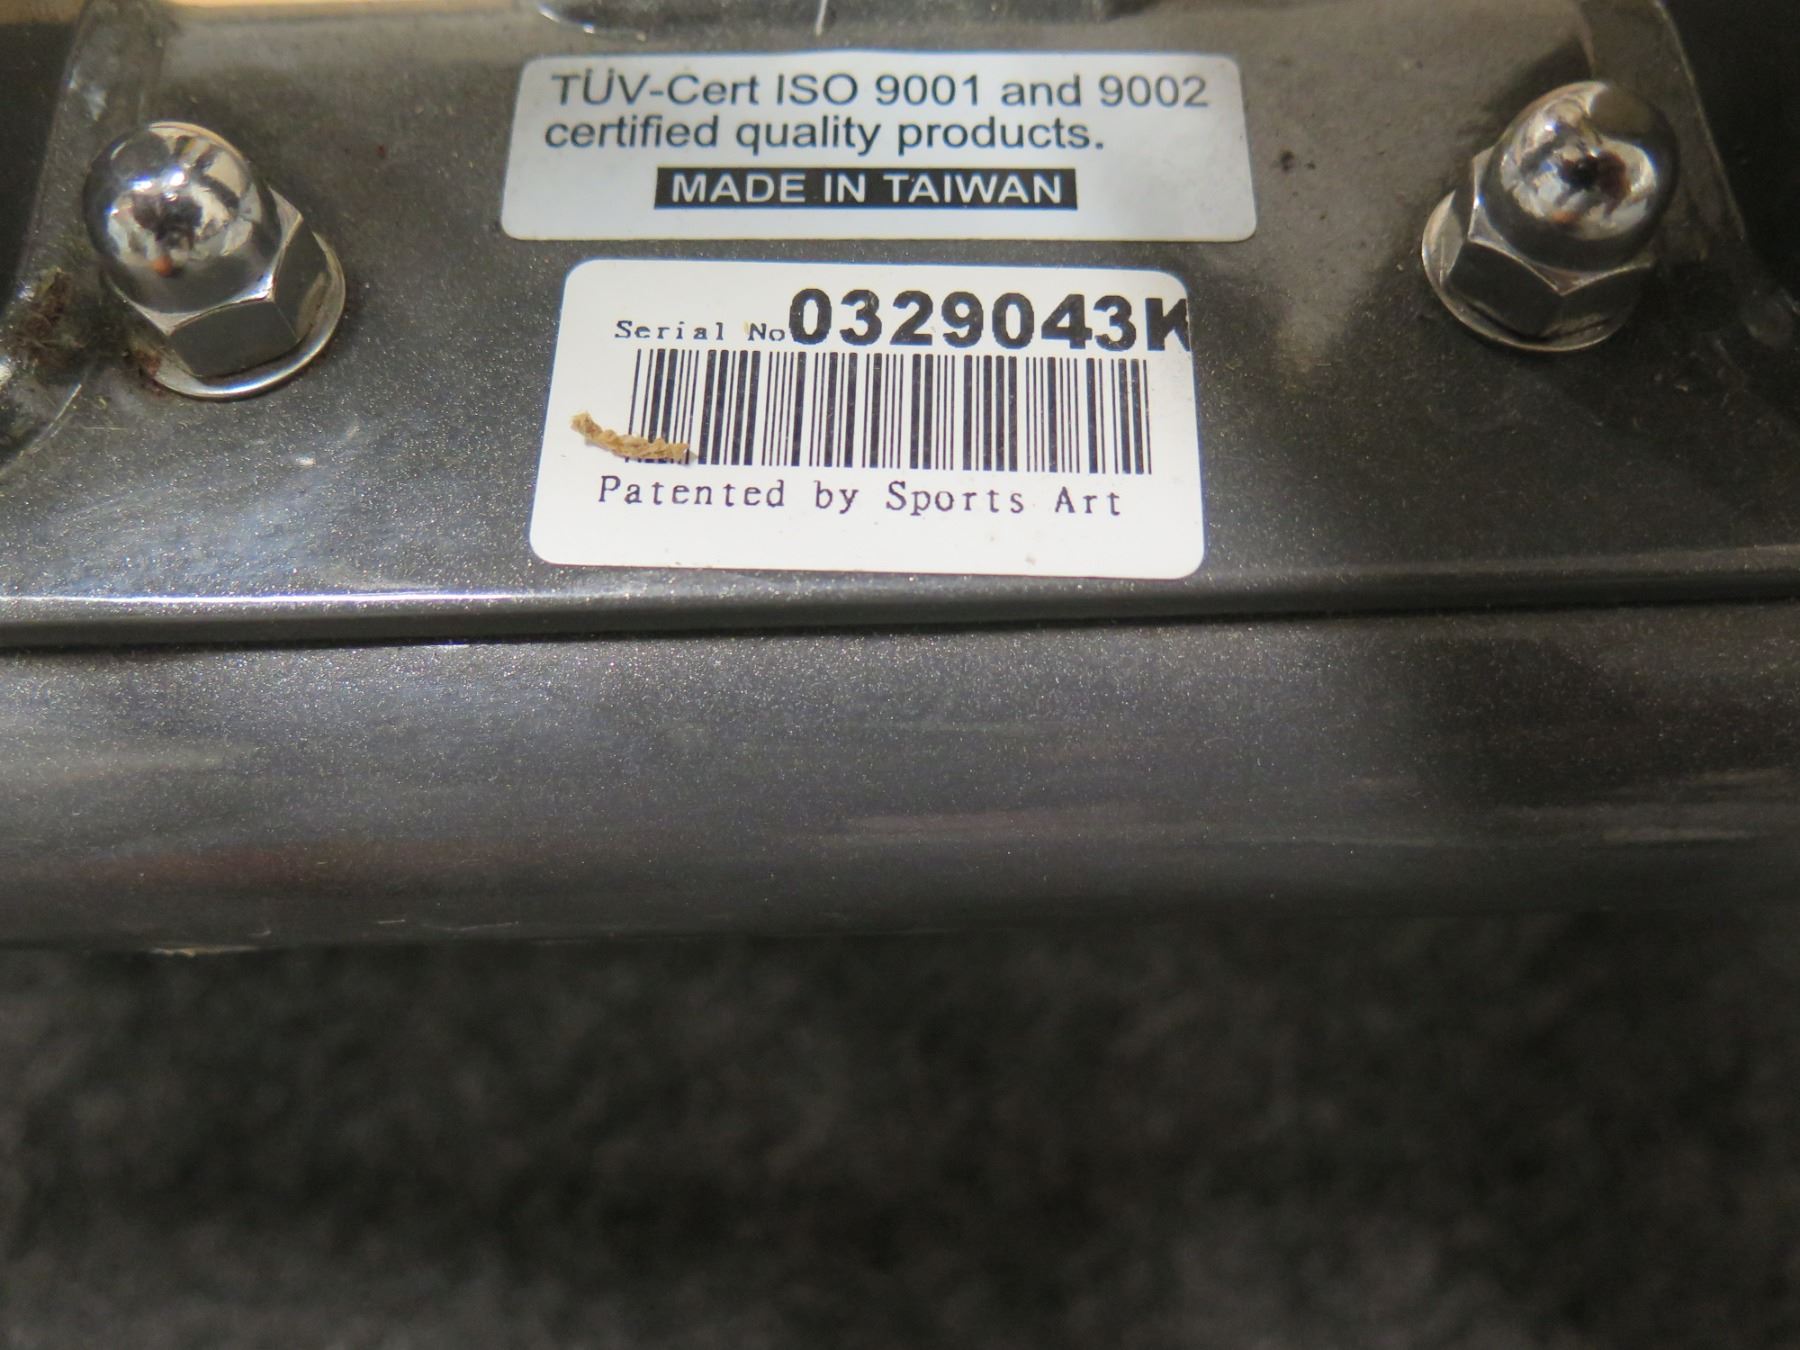 TÜV-Cert ISO 9001 and 9002
certified quality products.
MADE IN TAIWAN
Serial No 0329043K
Patented by Sports Art